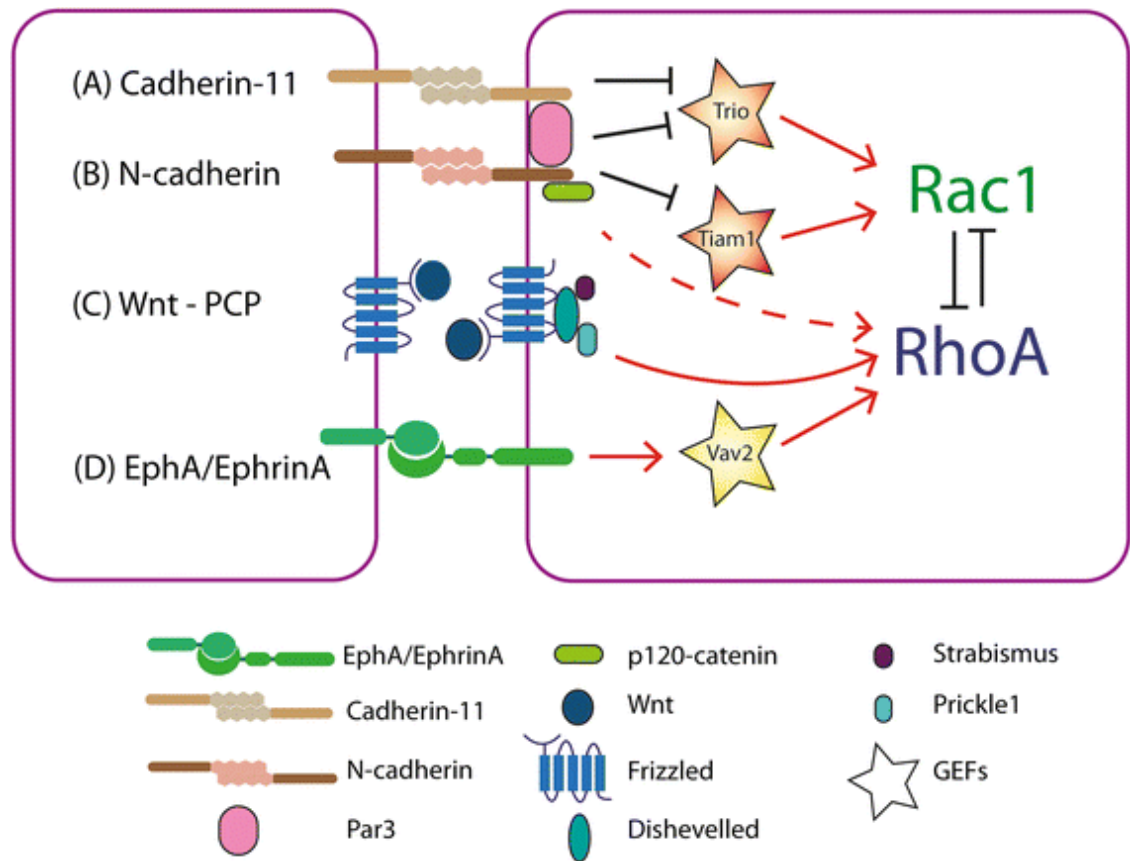 (A) Cadherin-11
Trio
(B) N-cadherin
Rac1
Tiam1
(C) Wnt - PCP
RhoA
(D) EphA/EphrinA
Vav2
EphA/EphrinA
p120-catenin
Strabismus
Cadherin-11
Wnt
Prickle1
N-cadherin
Frizzled
GEFs
Par3
Dishevelled